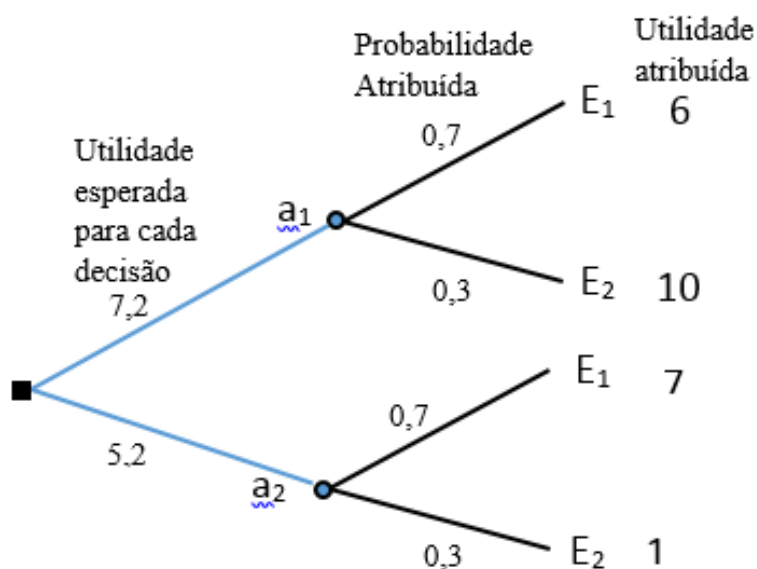 Probabilidade
Atribuída
Utilidade
atribuída
E₁ 6
0,7
Utilidade
esperada
para cada
decisão
7,2
a₁
0,3
E₂ 10
E₁ 7
0,7
5,2
a₂
0,3
E₂ 1